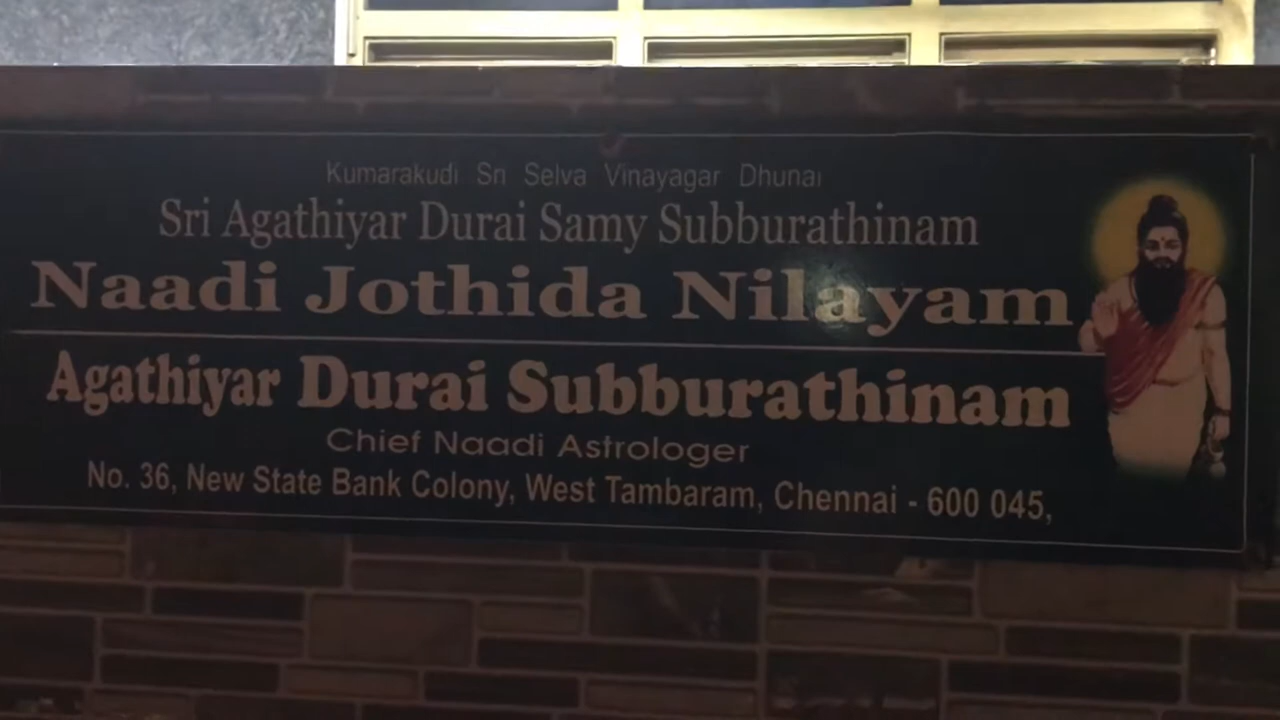 Kumarakudi Sri Selva Vinayagar Dhunai
Sri Agathiyar Durai Samy Subburathinam
Naadi Jothida Nilayam
Agathiyar Durai Subburathinam
Chief Naadi Astrologer
No. 36, New State Bank Colony, West Tambaram, Chennai - 600 045,